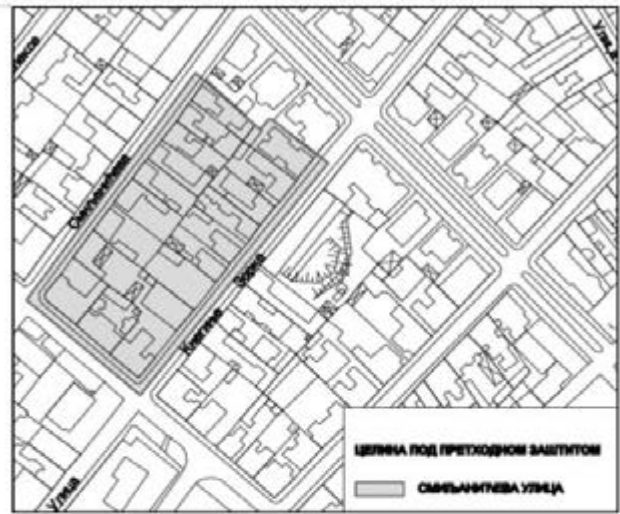 Смиљанићева
Кнегиње Зорке
Улица
ЦЕЛИНА ПОД ПРЕТХОДНОМ ЗАШТИТОМ
СМИЉАНИЋЕВА УЛИЦА